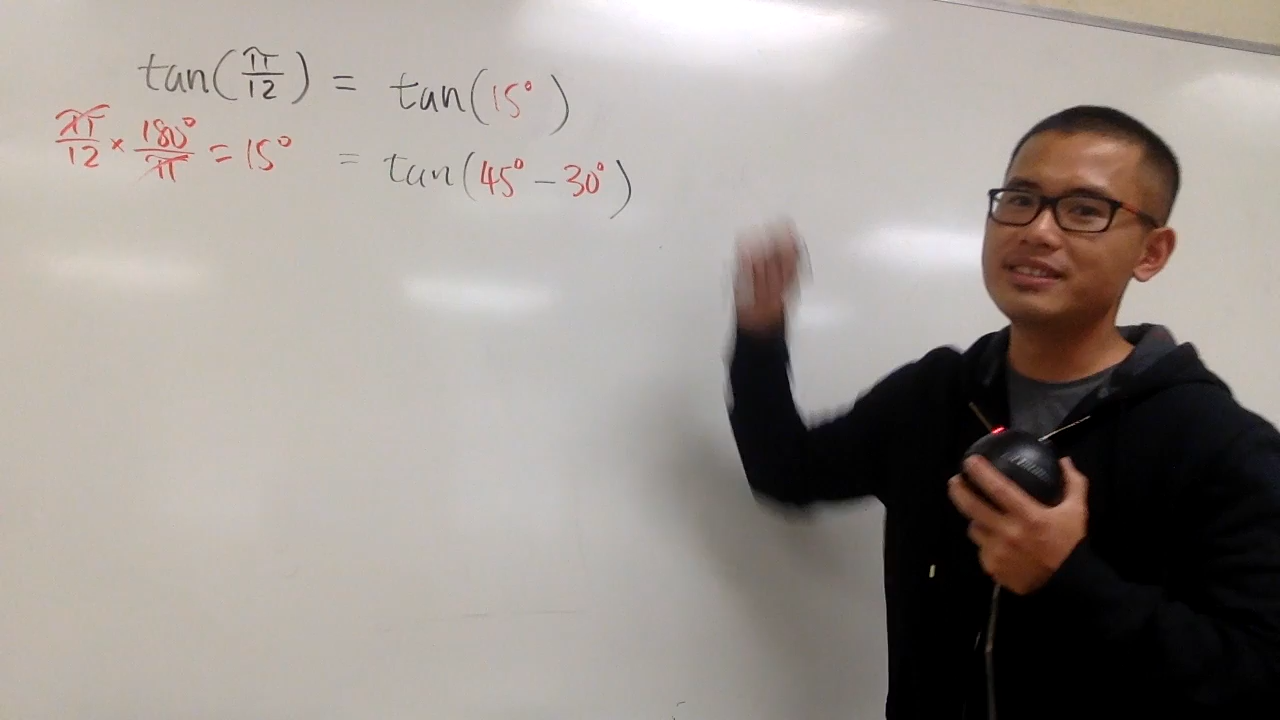 tan(π/12) = tan(15°)
π/12 × 180°/π = 15°
= tan(45° − 30°)